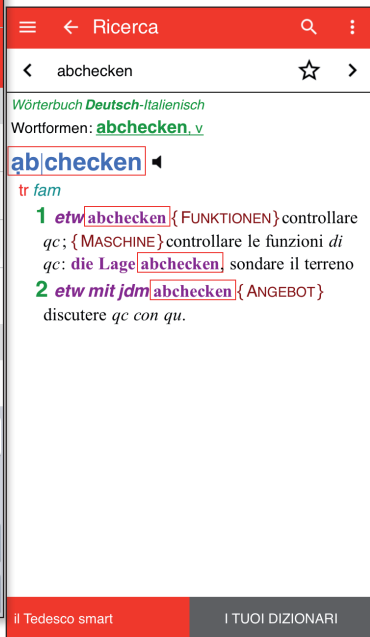 Ricerca
abchecken
Wörterbuch Deutsch-Italienisch
Wortformen: abchecken, v
ạb|checken
tr fam
1 etw abchecken {FUNKTIONEN} controllare
qc; {MASCHINE} controllare le funzioni di
qc: die Lage abchecken, sondare il terreno
2 etw mit jdm abchecken {ANGEBOT}
discutere qc con qu.
il Tedesco smart
I TUOI DIZIONARI